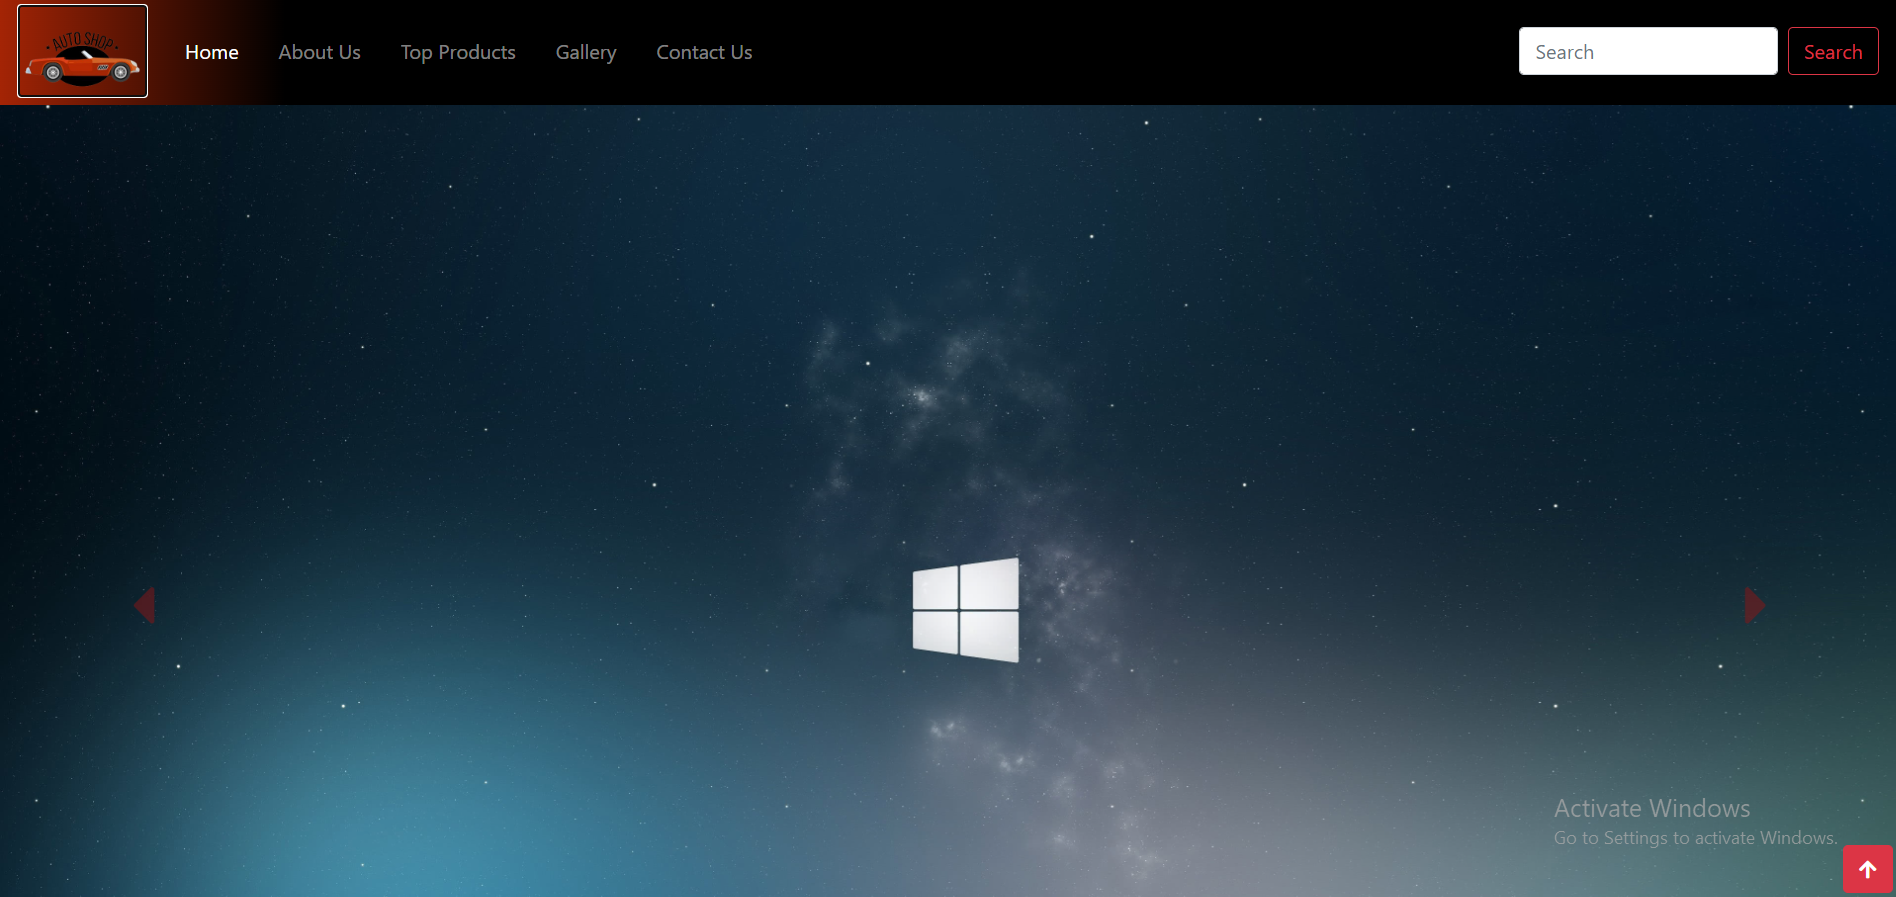 AUTO SHOP
Home About Us Top Products Gallery Contact Us Search Search
Activate Windows
Go to Settings to activate Windows.